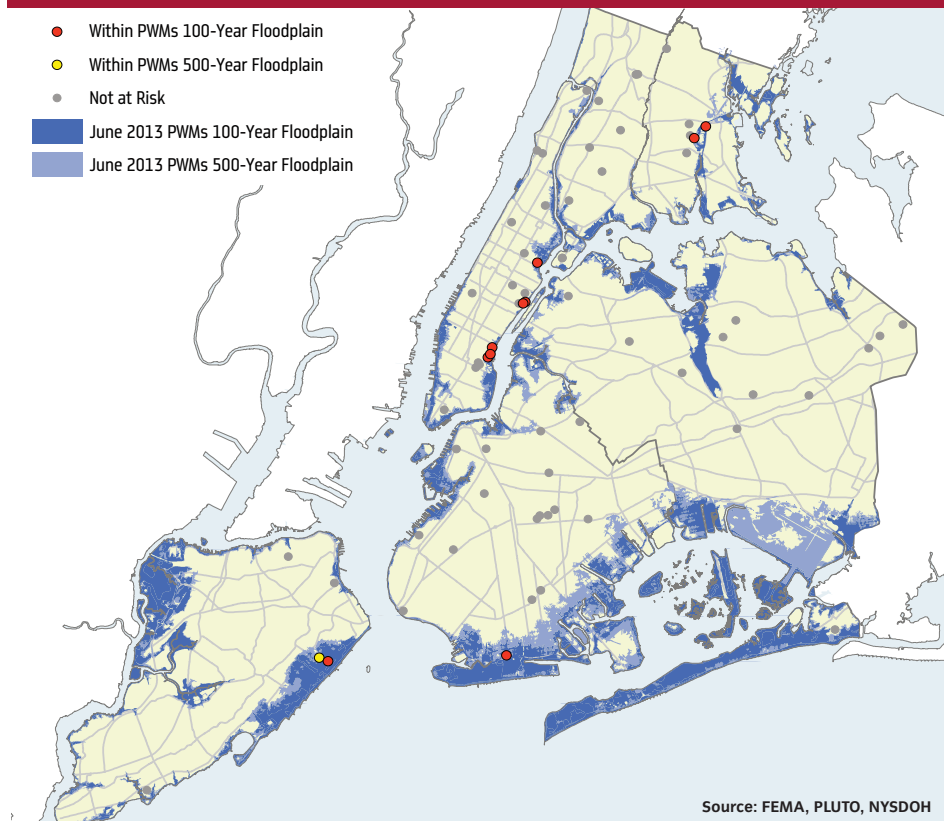 Within PWMs 100-Year Floodplain
Within PWMs 500-Year Floodplain
Not at Risk
June 2013 PWMs 100-Year Floodplain
June 2013 PWMs 500-Year Floodplain
Source: FEMA, PLUTO, NYSDOH